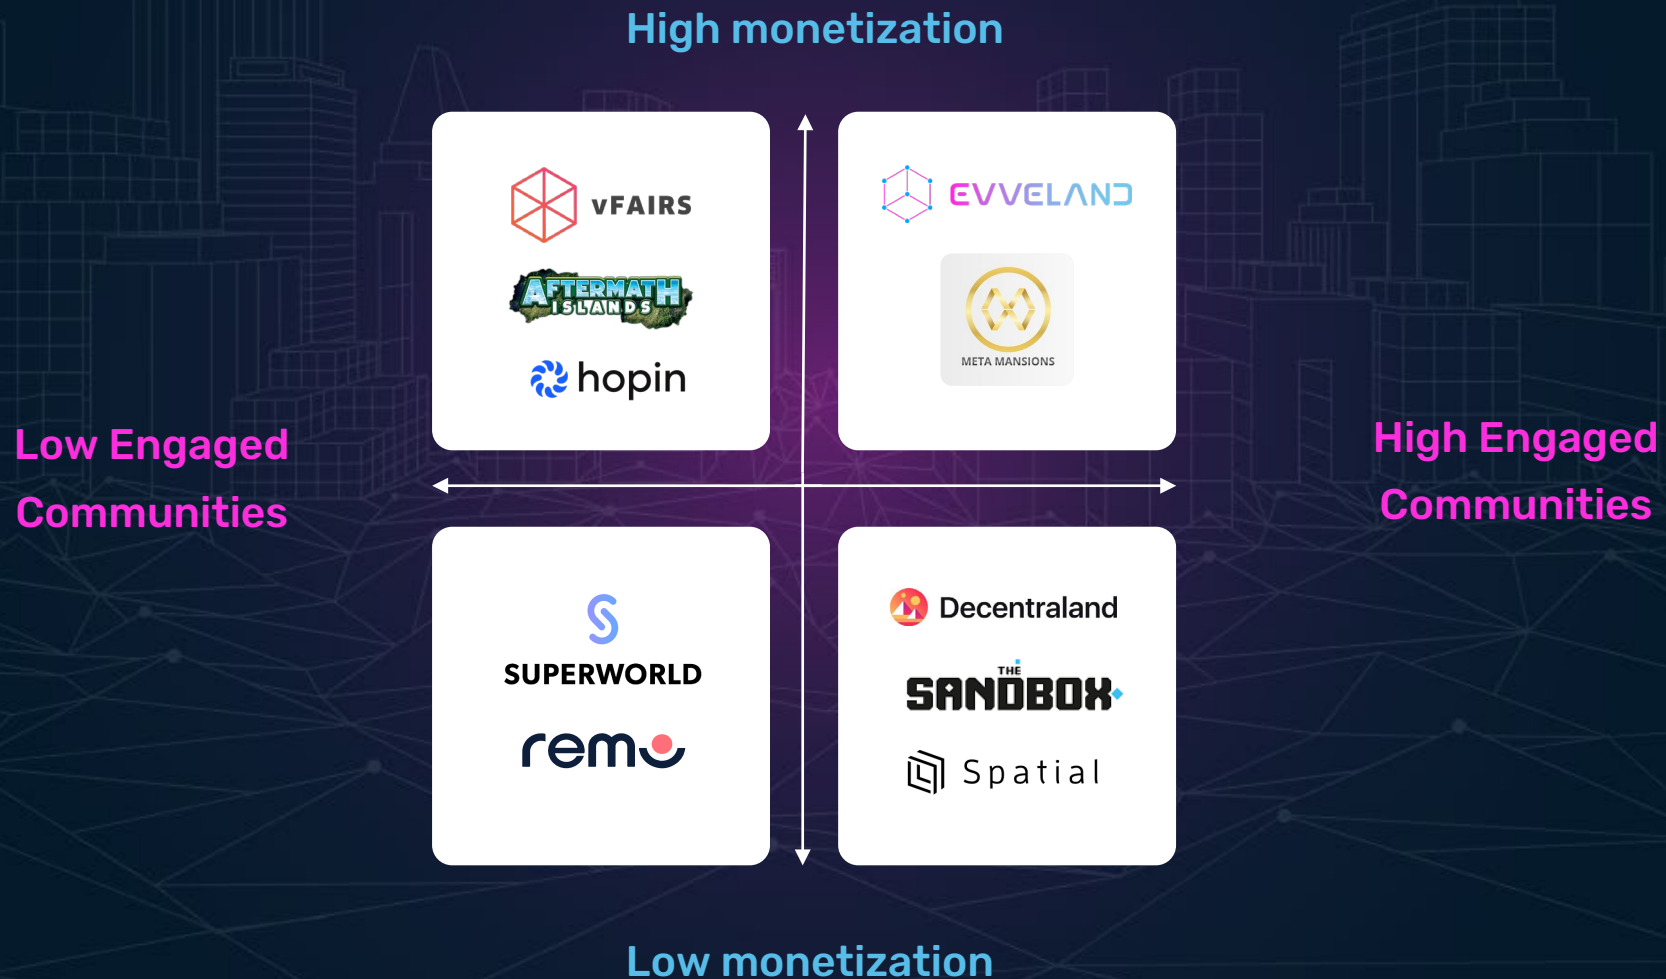 High monetization
vFAIRS
AFTERMATH
ISLANDS
hopin
EVVELAND
META MANSIONS
Low Engaged
Communities
High Engaged
Communities
SUPERWORLD
remo
Decentraland
THE
SANDBOX
Spatial
Low monetization